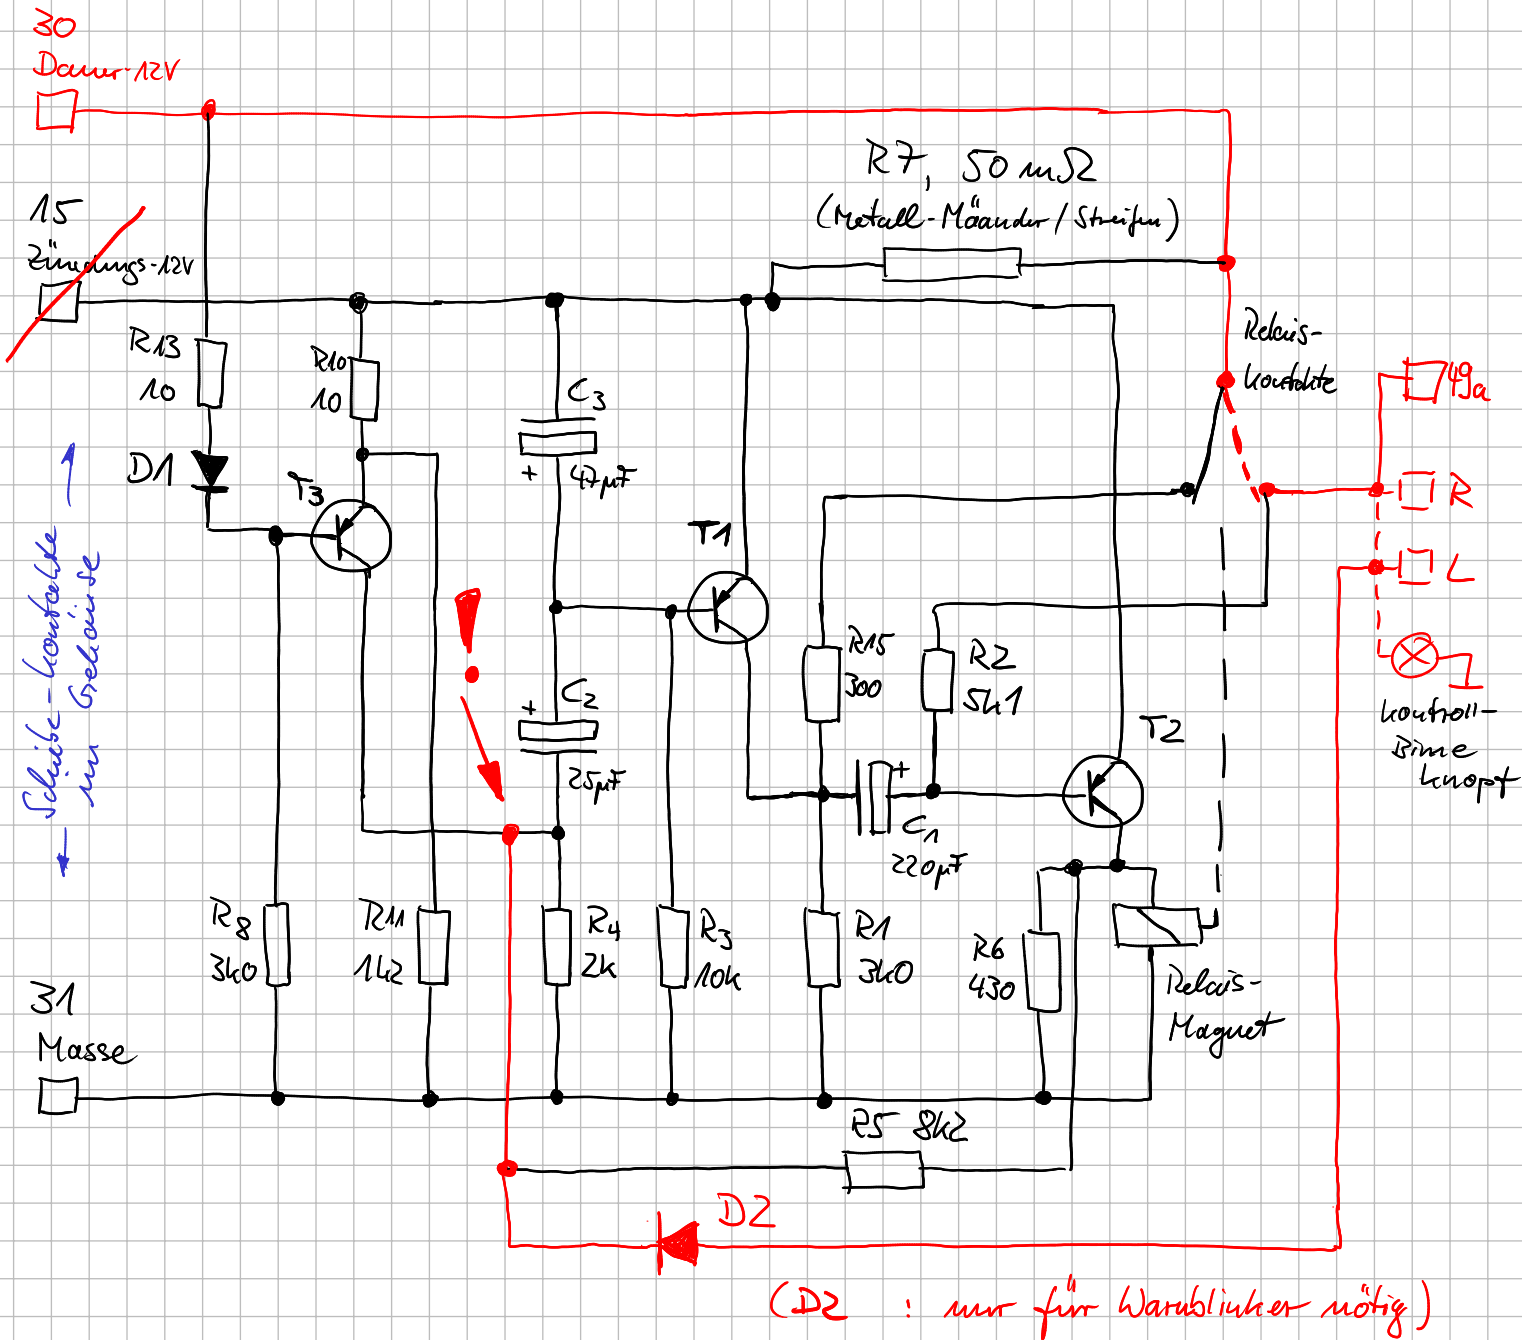 30
Dauer-12V
R7, 50 mΩ
(Metall-Mäander/Streifen)
15
Zündungs-12V
Relais-
kontakte
49a
R13
10
R10
10
C3
+
47µF
D1
T3
T1
R
L
Schiebe-Kontakte
im Gehäuse
R15
300
R2
5k1
C2
+
25µF
Kontroll-
Birne
knopf
T2
+
C1
220µF
R8
3k0
R11
1k2
R4
2k
R3
10k
R1
3k0
R6
430
Relais-
Magnet
31
Masse
R5 8k2
D2
(D2 : nur für Warnblinker nötig)